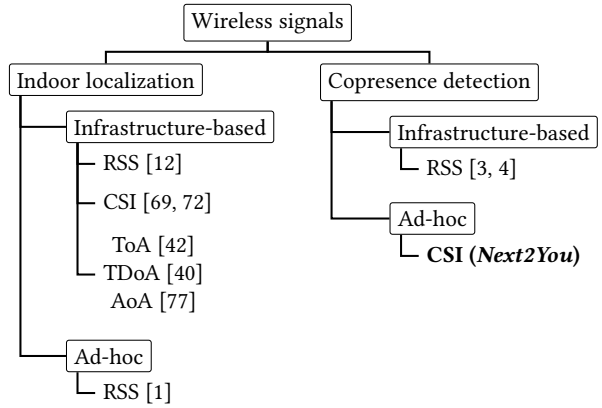 Wireless signals
Indoor localization
Infrastructure-based
RSS [12]
CSI [69, 72]
ToA [42]
TDoA [40]
AoA [77]
Ad-hoc
RSS [1]
Copresence detection
Infrastructure-based
RSS [3, 4]
Ad-hoc
CSI (Next2You)